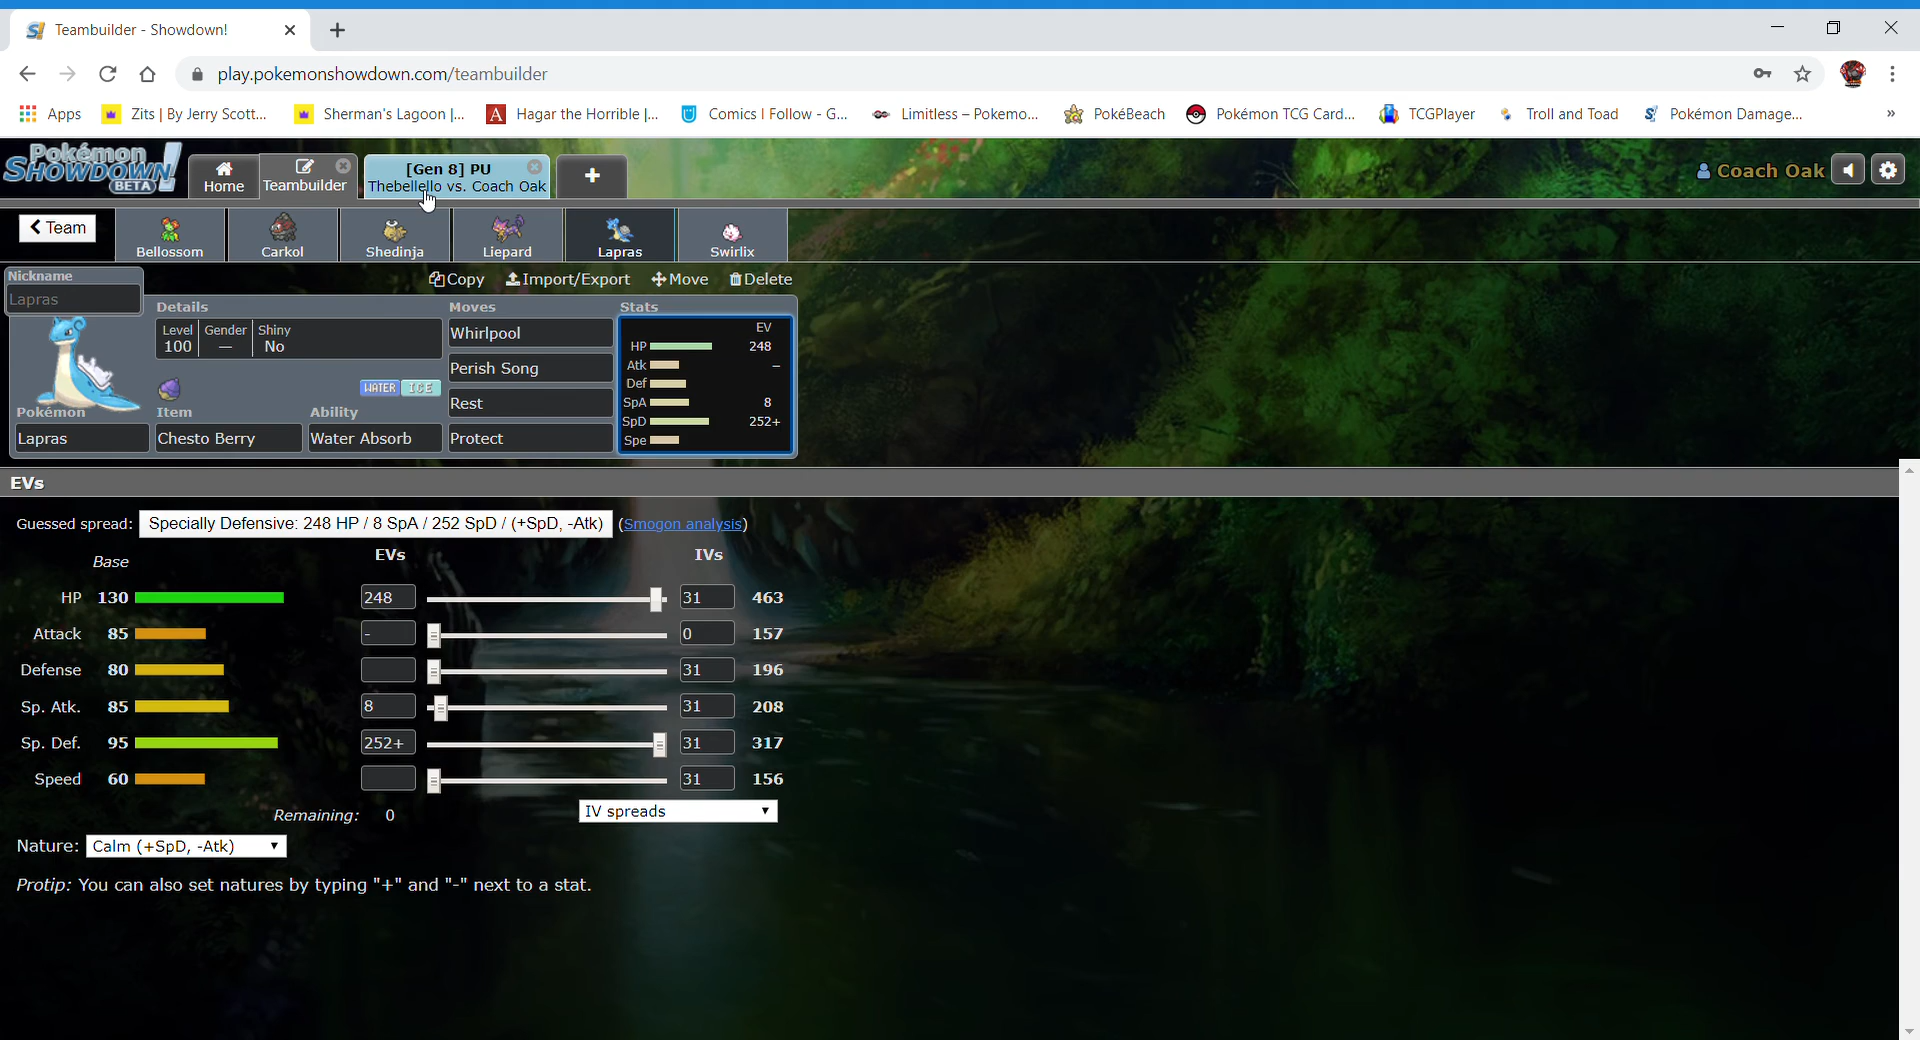 Teambuilder - Showdown!
play.pokemonshowdown.com/teambuilder
Apps
Zits | By Jerry Scott...
Sherman's Lagoon |...
Hagar the Horrible |...
Comics I Follow - G...
Limitless – Pokemo...
PokéBeach
Pokémon TCG Card...
TCGPlayer
Troll and Toad
Pokémon Damage...
»
Pokémon
SHOWDOWN!
BETA
Home
Teambuilder
[Gen 8] PU
Thebellello vs. Coach Oak
Coach Oak
Team
Bellossom
Carkol
Shedinja
Liepard
Lapras
Swirlix
Nickname
Lapras
Copy
Import/Export
Move
Delete
Details
Level
100
Gender
—
Shiny
No
WATER ICE
Pokémon
Lapras
Item
Chesto Berry
Ability
Water Absorb
Moves
Whirlpool
Perish Song
Rest
Protect
Stats
EV
HP 248
Atk –
Def
SpA 8
SpD 252+
Spe
EVs
Guessed spread: Specially Defensive: 248 HP / 8 SpA / 252 SpD / (+SpD, -Atk) (Smogon analysis)
Base EVs IVs
HP 130 248 31 463
Attack 85 - 0 157
Defense 80 31 196
Sp. Atk. 85 8 31 208
Sp. Def. 95 252+ 31 317
Speed 60 31 156
Remaining: 0 IV spreads
Nature: Calm (+SpD, -Atk)
Protip: You can also set natures by typing "+" and "-" next to a stat.